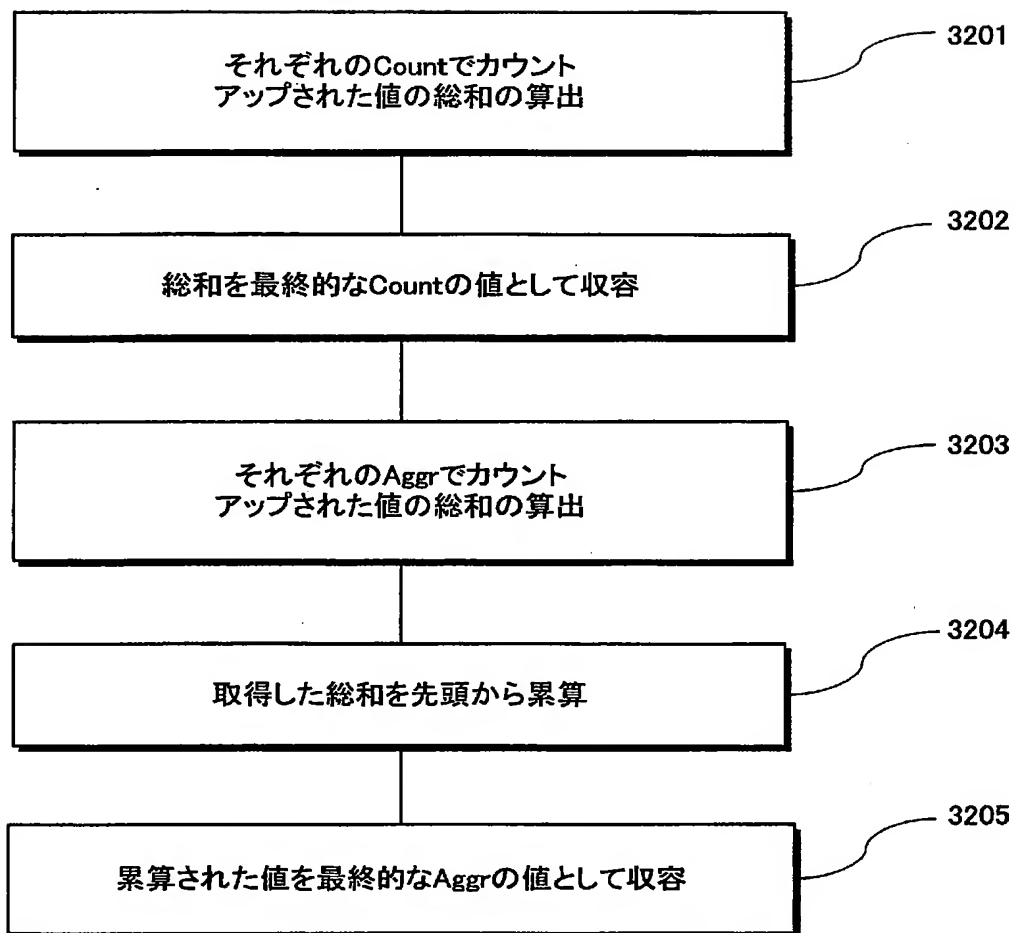 それぞれのCountでカウント
アップされた値の総和の算出
3201
総和を最終的なCountの値として収容
3202
それぞれのAggrでカウント
アップされた値の総和の算出
3203
取得した総和を先頭から累算
3204
累算された値を最終的なAggrの値として収容
3205